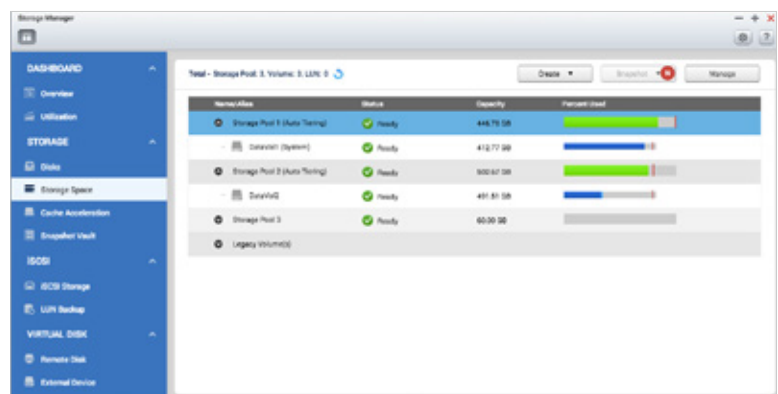 Storage Manager
DASHBOARD
Overview
Utilization
STORAGE
Disks
Storage Space
Cache Acceleration
Snapshot Vault
iSCSI
iSCSI Storage
LUN Backup
VIRTUAL DISK
Remote Disk
External Device
Total - Storage Pool: 3, Volume: 3, LUN: 0
Create Snapshot N Manage
Name/Alias Status Capacity Percent Used
Storage Pool 1 (Auto Tiering) Ready 446.75 GB
DataVol1 (System) Ready 412.77 GB
Storage Pool 2 (Auto Tiering) Ready GB
DataVol2 Ready 491.51 GB
Storage Pool 3 Ready 60.00 GB
Legacy Volume(s)